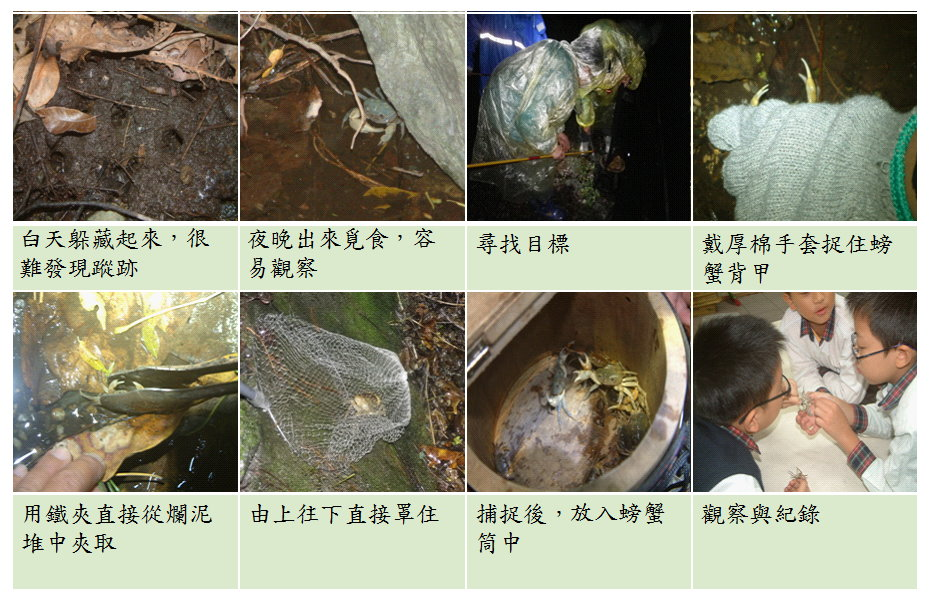 白天躲藏起來，很
難發現蹤跡
夜晚出來覓食，容
易觀察
尋找目標
戴厚棉手套捉住螃
蟹背甲
用鐵夾直接從爛泥
堆中夾取
由上往下直接罩住
捕捉後，放入螃蟹
筒中
觀察與紀錄